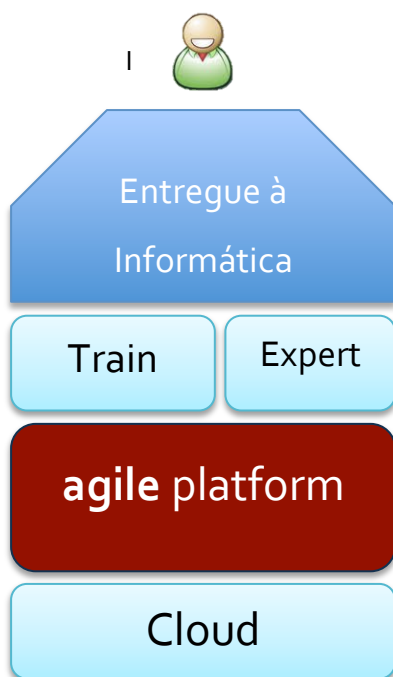 I
Entregue à
Informática
Train
Expert
agile platform
Cloud